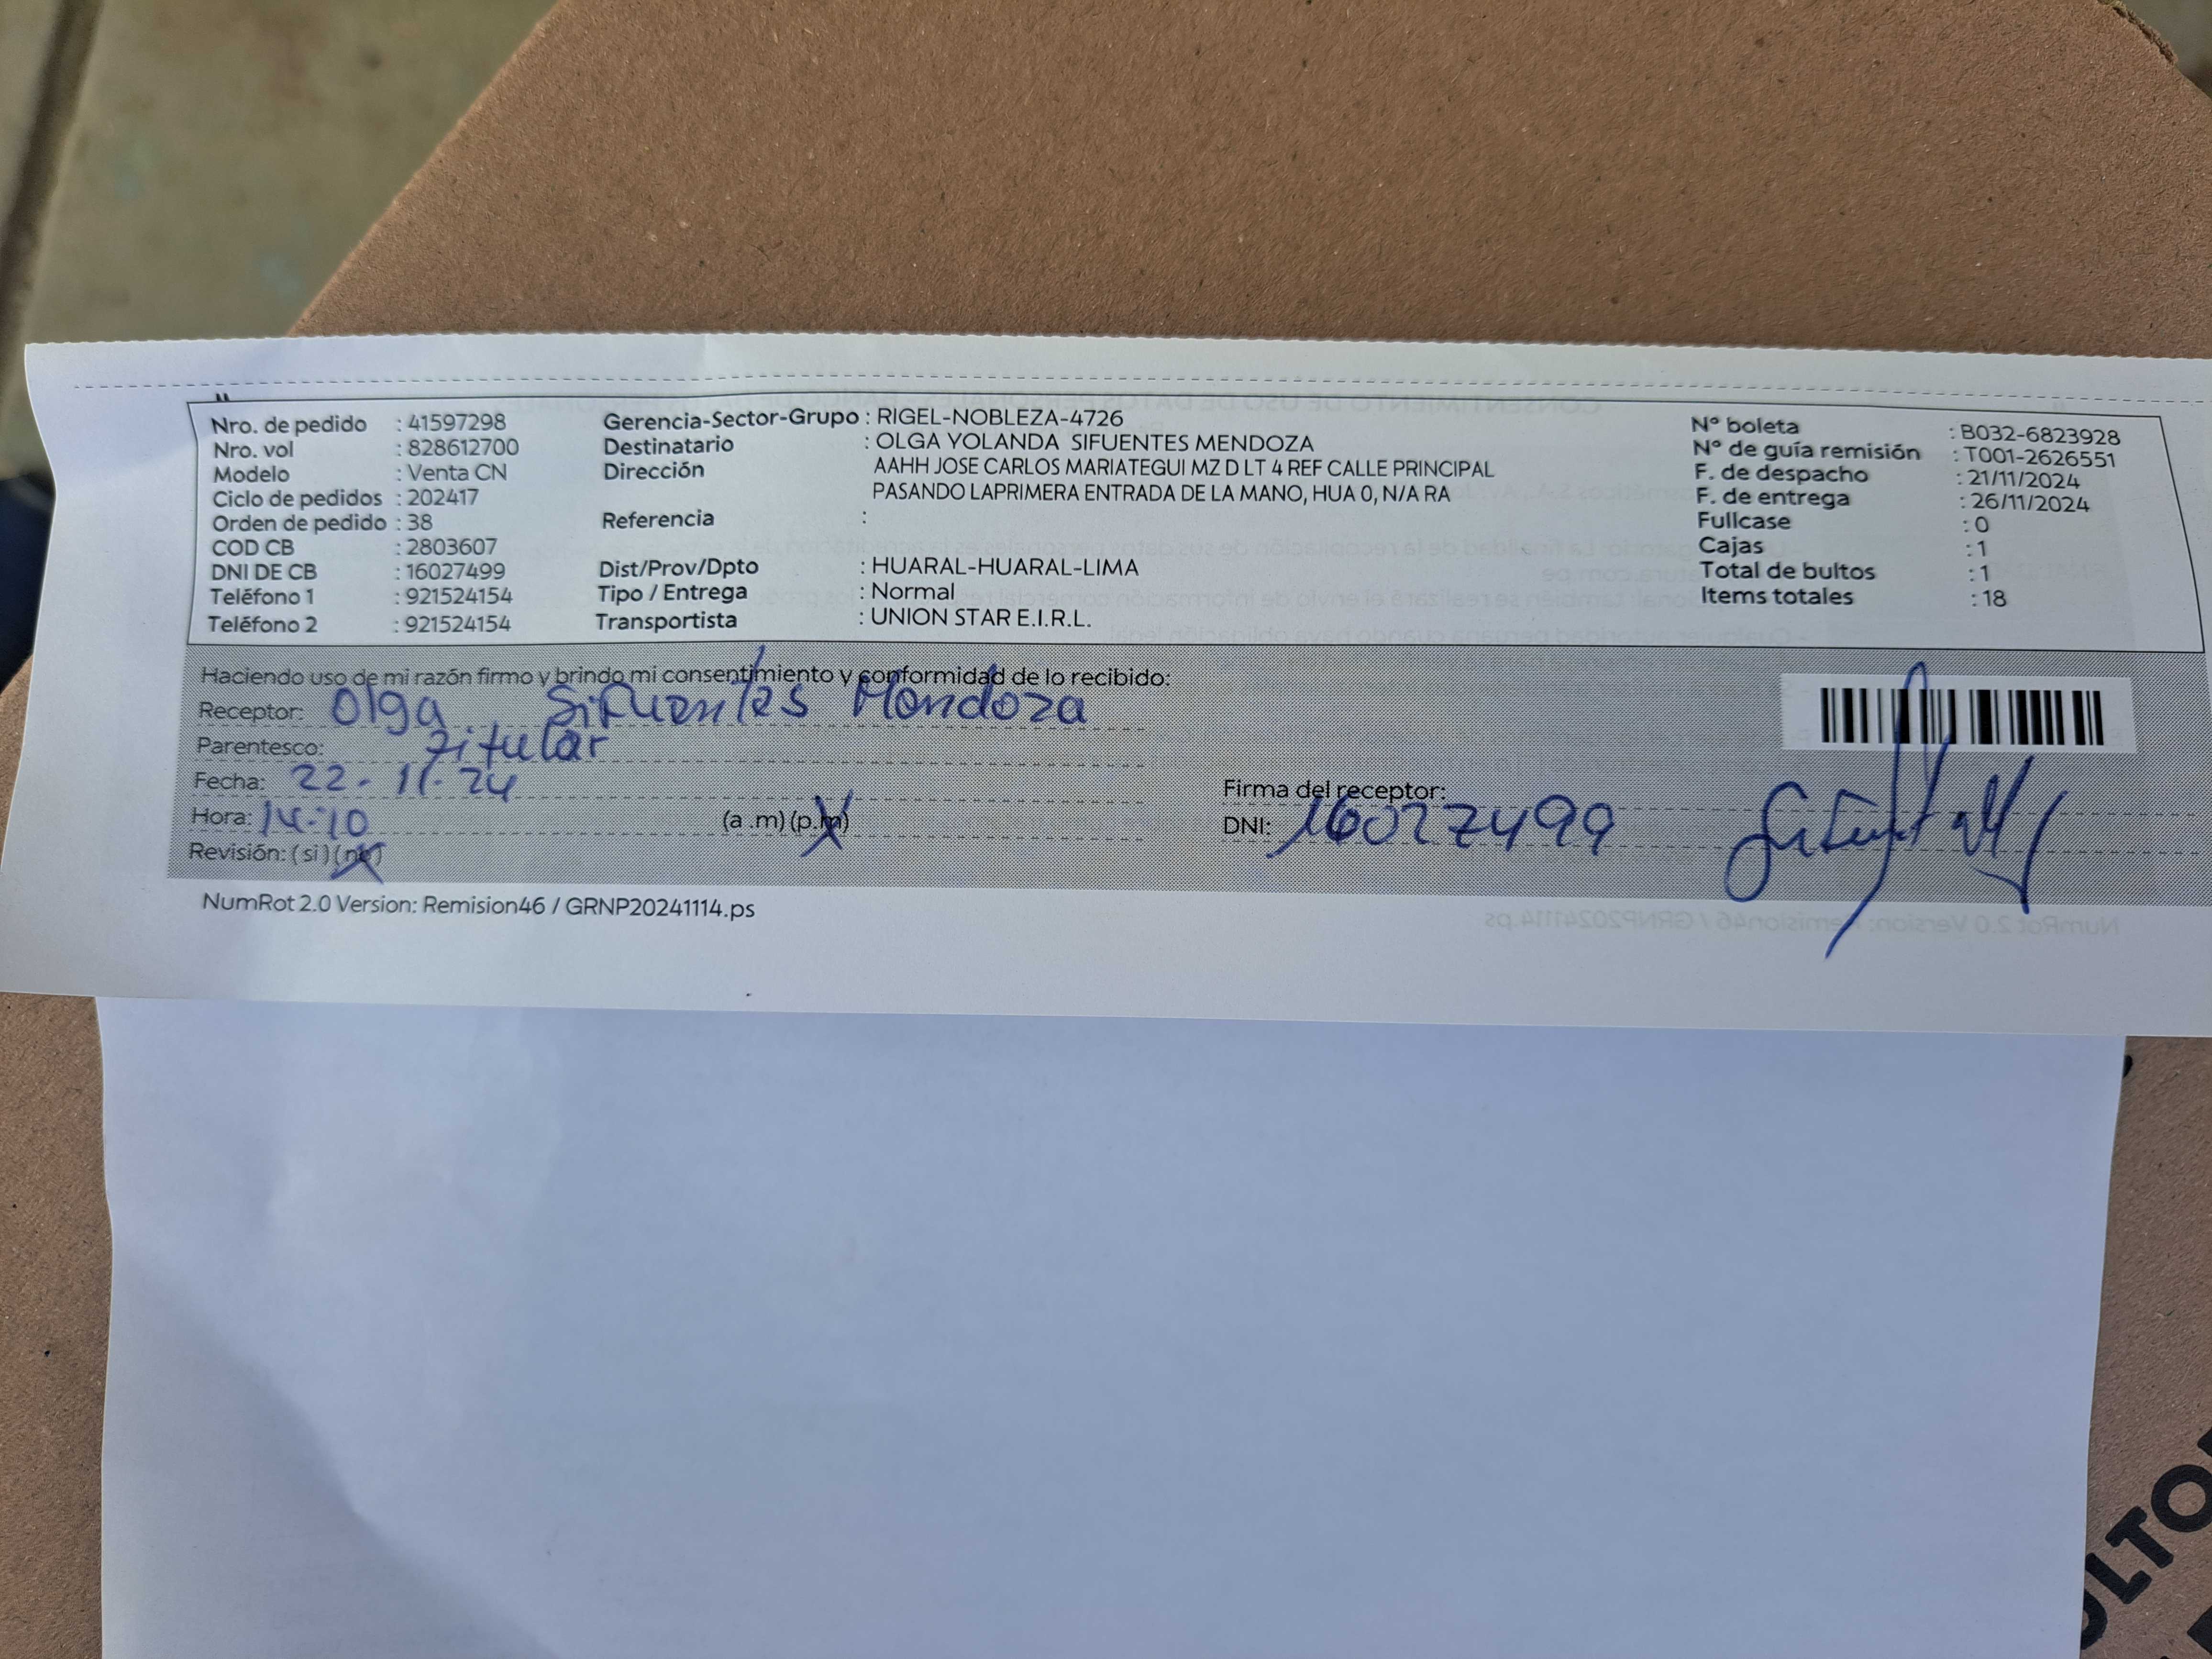 Nro. de pedido : 41597298
Nro. vol : 828612700
Modelo : Venta CN
Ciclo de pedidos : 202417
Orden de pedido : 38
COD CB : 2803607
DNI DE CB : 16027499
Teléfono 1 : 921524154
Teléfono 2 : 921524154
Gerencia-Sector-Grupo : RIGEL-NOBLEZA-4726
Destinatario : OLGA YOLANDA SIFUENTES MENDOZA
Dirección AAHH JOSE CARLOS MARIATEGUI MZ D LT 4 REF CALLE PRINCIPAL
PASANDO LAPRIMERA ENTRADA DE LA MANO, HUA 0, N/A RA
Referencia :
Dist/Prov/Dpto : HUARAL-HUARAL-LIMA
Tipo / Entrega : Normal
Transportista : UNION STAR E.I.R.L.
N° boleta : B032-6823928
N° de guía remisión : T001-2626551
F. de despacho : 21/11/2024
F. de entrega : 26/11/2024
Fullcase : 0
Cajas : 1
Total de bultos : 1
Items totales : 18
Haciendo uso de mi razón firmo y brindo mi consentimiento y conformidad de lo recibido:
Receptor: Olga Sifuentes Mendoza
Parentesco: titular
Fecha: 22-11-24
Hora: 14:10 (a.m) (p.m)
Revisión: (si) (no)
Firma del receptor:
DNI: 16027499
NumRot 2.0 Version: Remision46 / GRNP20241114.ps